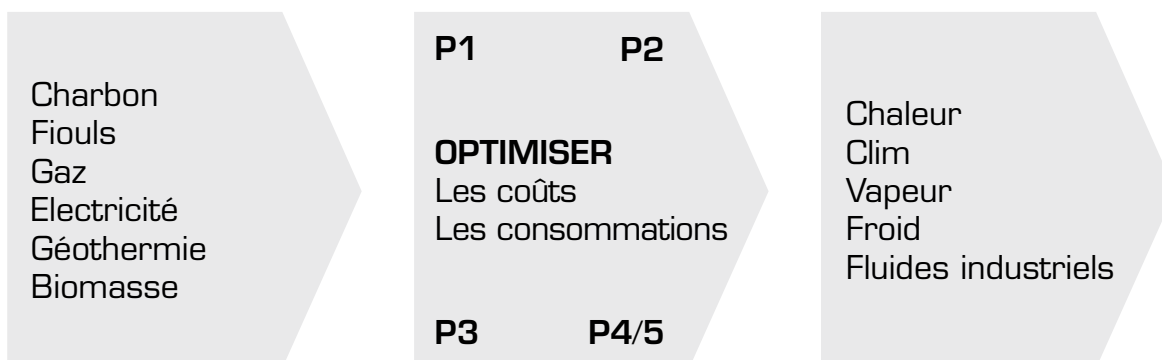 Charbon
Fiouls
Gaz
Electricité
Géothermie
Biomasse
P1 P2
OPTIMISER
Les coûts
Les consommations
P3 P4/5
Chaleur
Clim
Vapeur
Froid
Fluides industriels